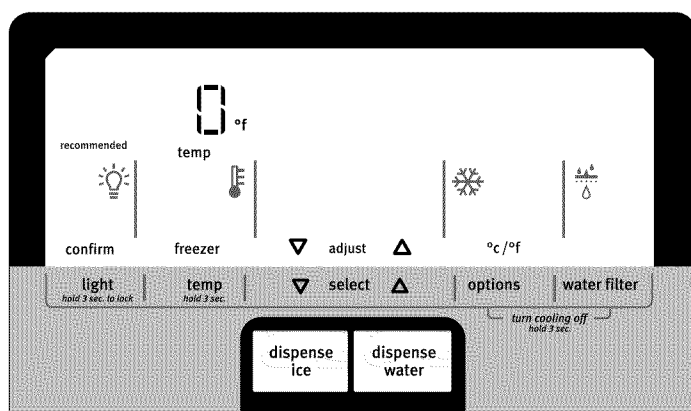 0 °f
recommended
temp
confirm freezer adjust °c/°f
light temp select options water filter
hold 3 sec. to lock hold 3 sec.
turn cooling off
hold 3 sec.
dispense ice
dispense water